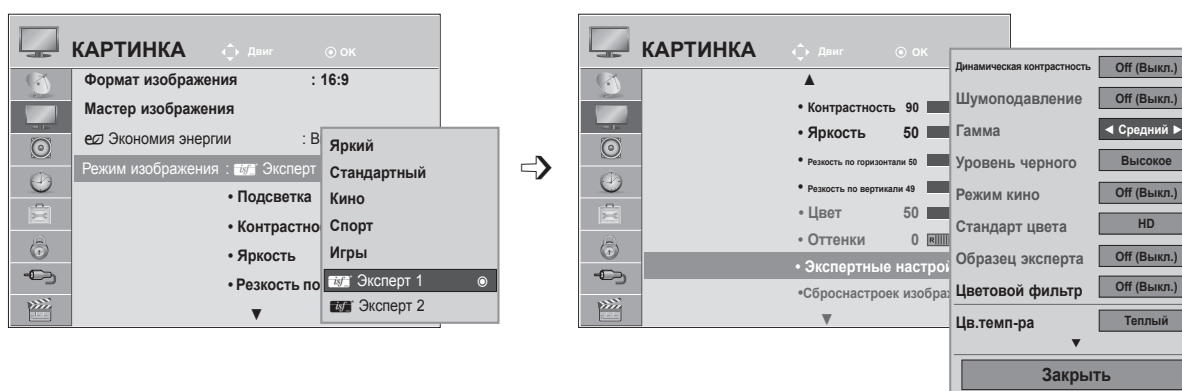 КАРТИНКА Двиг OK
Формат изображения : 16:9
Мастер изображения
Экономия энергии : В
Режим изображения : isf Эксперт
• Подсветка
• Контрастно
• Яркость
• Резкость по
▼
Яркий
Стандартный
Кино
Спорт
Игры
isf Эксперт 1
isf Эксперт 2
КАРТИНКА Двиг OK
▲
• Контрастность 90
• Яркость 50
• Резкость по горизонтали 50
• Резкость по вертикали 49
• Цвет 50
• Оттенки 0 R
• Экспертные настрой
•Сброснастроек изобра
▼
Динамическая контрастность Off (Выкл.)
Шумоподавление Off (Выкл.)
Гамма ◄ Средний ►
Уровень черного Высокое
Режим кино Off (Выкл.)
Стандарт цвета HD
Образец эксперта Off (Выкл.)
Цветовой фильтр Off (Выкл.)
Цв.темп-ра Теплый
▼
Закрыть